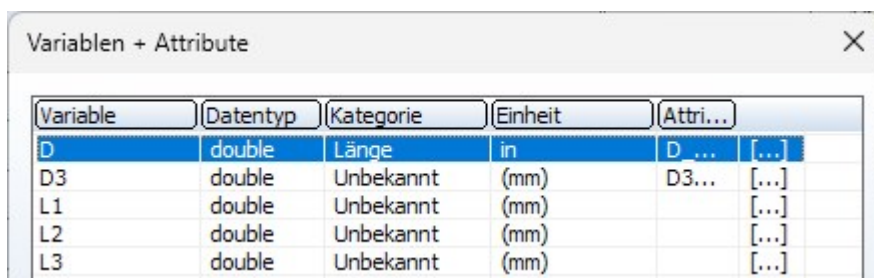 Variablen + Attribute
Variable Datentyp Kategorie Einheit Attri...
D double Länge in D_... [...]
D3 double Unbekannt (mm) D3... [...]
L1 double Unbekannt (mm) [...]
L2 double Unbekannt (mm) [...]
L3 double Unbekannt (mm) [...]